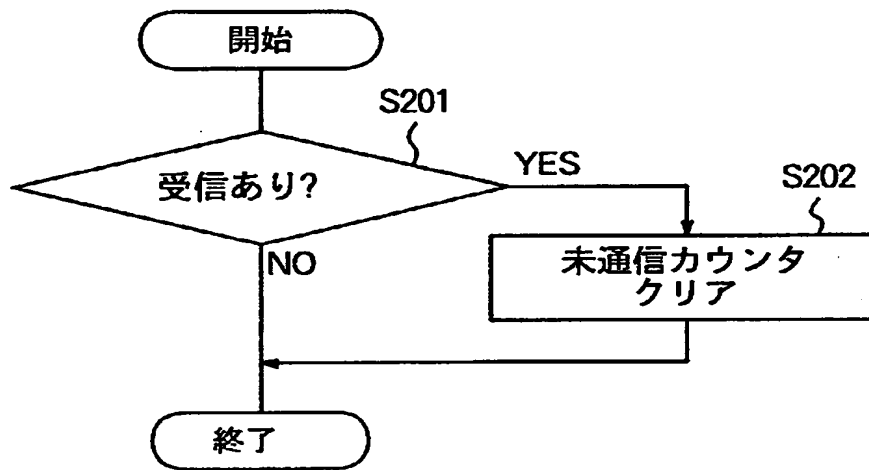 開始
S201
受信あり?
YES
S202
未通信カウンタ
クリア
NO
終了